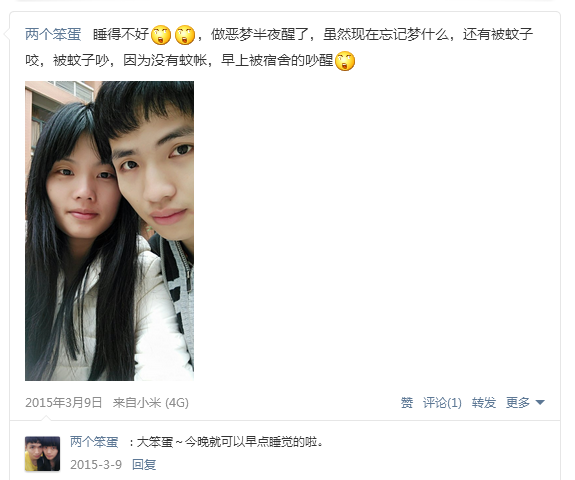 两个笨蛋 睡得不好，做恶梦半夜醒了，虽然现在忘记梦什么，还有被蚊子
咬，被蚊子吵，因为没有蚊帐，早上被宿舍的吵醒
2015年3月9日 来自小米 (4G) 赞 评论(1) 转发 更多
两个笨蛋 ：大笨蛋～今晚就可以早点睡觉的啦。
2015-3-9 回复